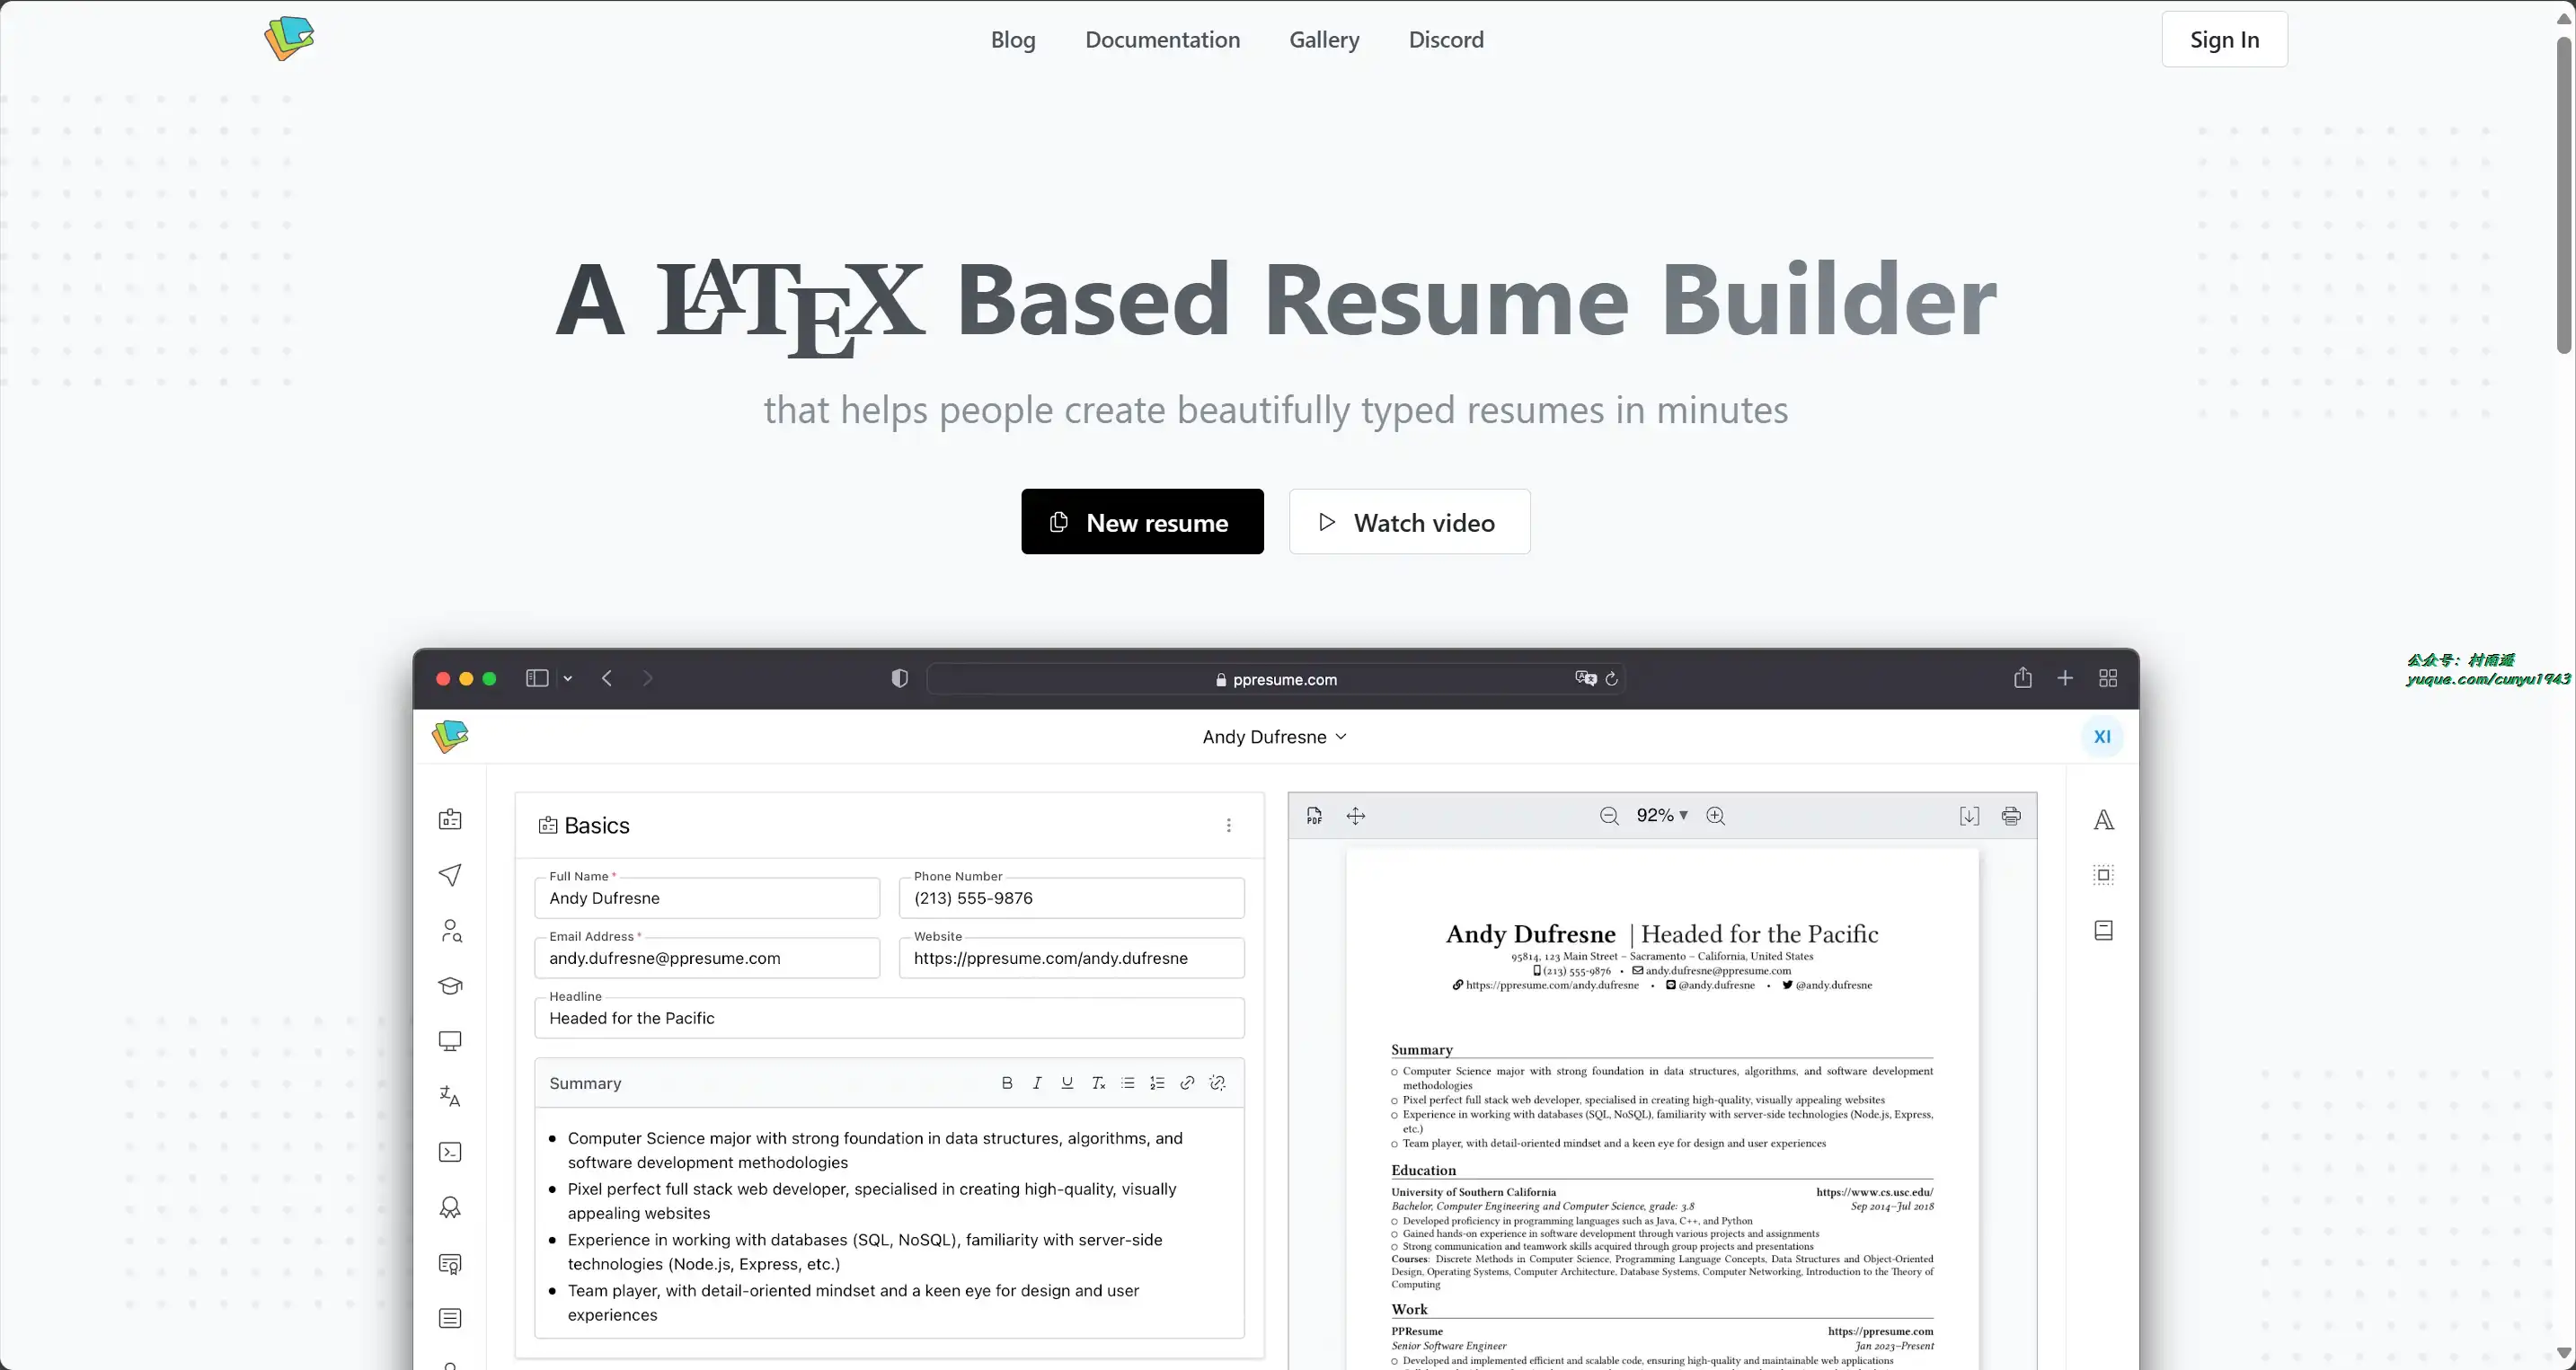 Blog Documentation Gallery Discord Sign In
A LATEX Based Resume Builder
that helps people create beautifully typed resumes in minutes
New resume Watch video
公众号：村雨遥
yuque.com/cunyu1943
ppresume.com
Andy Dufresne
XI
Basics
Full Name *
Andy Dufresne
Phone Number
(213) 555-9876
Email Address *
andy.dufresne@ppresume.com
Website
https://ppresume.com/andy.dufresne
Headline
Headed for the Pacific
Summary
Computer Science major with strong foundation in data structures, algorithms, and
software development methodologies
Pixel perfect full stack web developer, specialised in creating high-quality, visually
appealing websites
Experience in working with databases (SQL, NoSQL), familiarity with server-side
technologies (Node.js, Express, etc.)
Team player, with detail-oriented mindset and a keen eye for design and user
experiences
PDF
92%
Andy Dufresne | Headed for the Pacific
95814, 123 Main Street – Sacramento – California, United States
(213) 555-9876 • andy.dufresne@ppresume.com
https://ppresume.com/andy.dufresne • @andy.dufresne • @andy.dufresne
Summary
Computer Science major with strong foundation in data structures, algorithms, and software development
methodologies
Pixel perfect full stack web developer, specialised in creating high-quality, visually appealing websites
Experience in working with databases (SQL, NoSQL), familiarity with server-side technologies (Node.js, Express,
etc.)
Team player, with detail-oriented mindset and a keen eye for design and user experiences
Education
University of Southern California https://www.cs.usc.edu/
Bachelor, Computer Engineering and Computer Science, grade: 3.8 Sep 2014–Jul 2018
Developed proficiency in programming languages such as Java, C++, and Python
Gained hands-on experience in software development through various projects and assignments
Strong communication and teamwork skills acquired through group projects and presentations
Courses: Discrete Methods in Computer Science, Programming Language Concepts, Data Structures and Object-Oriented
Design, Operating Systems, Computer Architecture, Database Systems, Computer Networking, Introduction to the Theory of
Computing
Work
PPResume https://ppresume.com
Senior Software Engineer Jan 2023–Present
Developed and implemented efficient and scalable code, ensuring high-quality and maintainable web applications